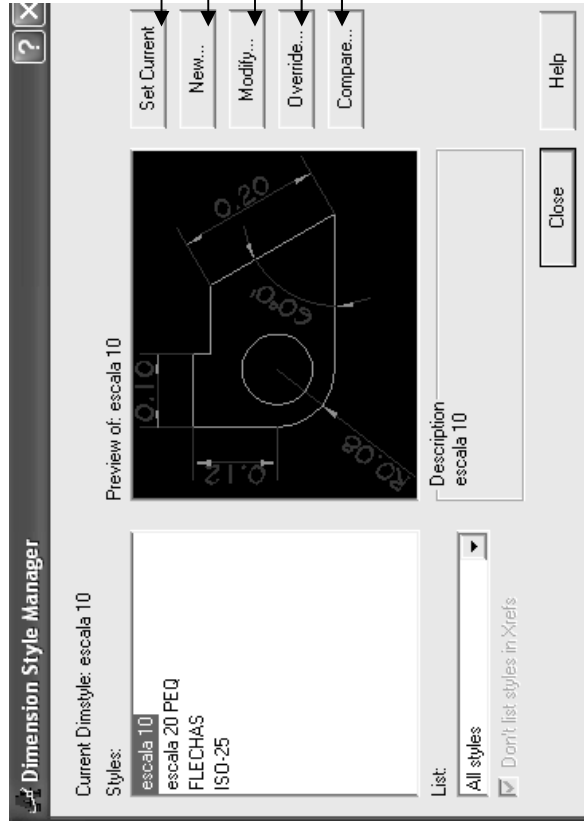 Dimension Style Manager
Current Dimstyle: escala 10
Styles:
escala 10
escala 20 PEQ
FLECHAS
ISO-25
List:
All styles
Don't list styles in Xrefs
Preview of: escala 10
0.10
0.12
0.20
60°0'
R0.08
Description
escala 10
Set Current
New...
Modify...
Override...
Compare...
Close
Help